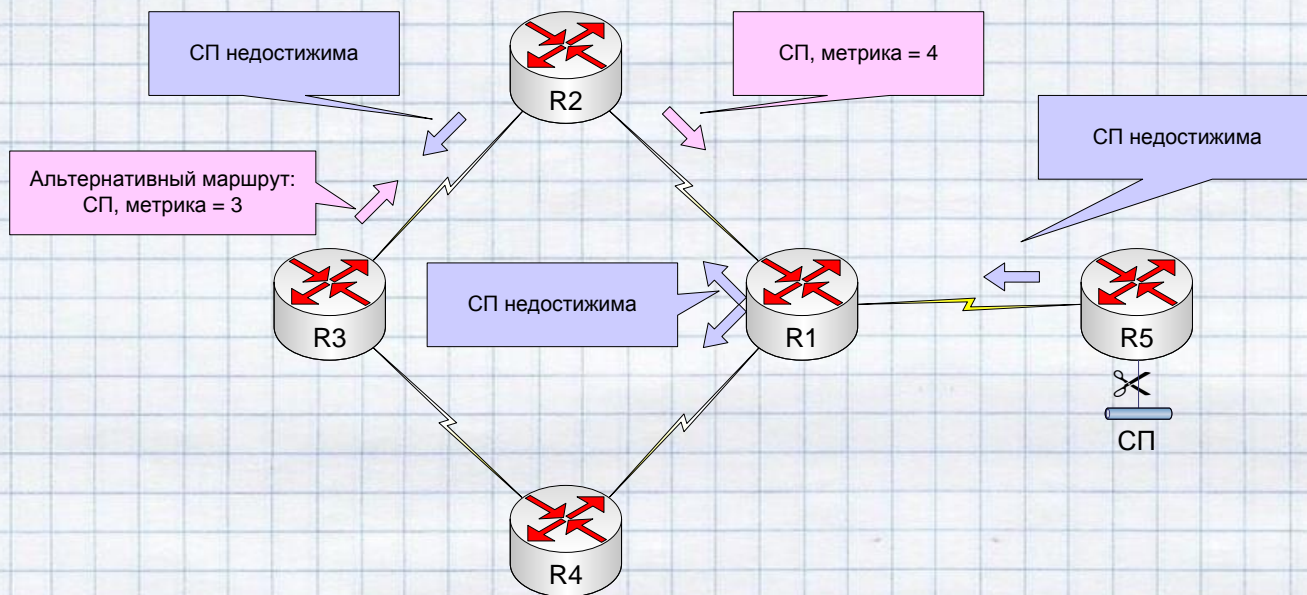 СП недостижима
СП, метрика = 4
R2
СП недостижима
Альтернативный маршрут:
СП, метрика = 3
СП недостижима
R3
R1
R5
СП
R4